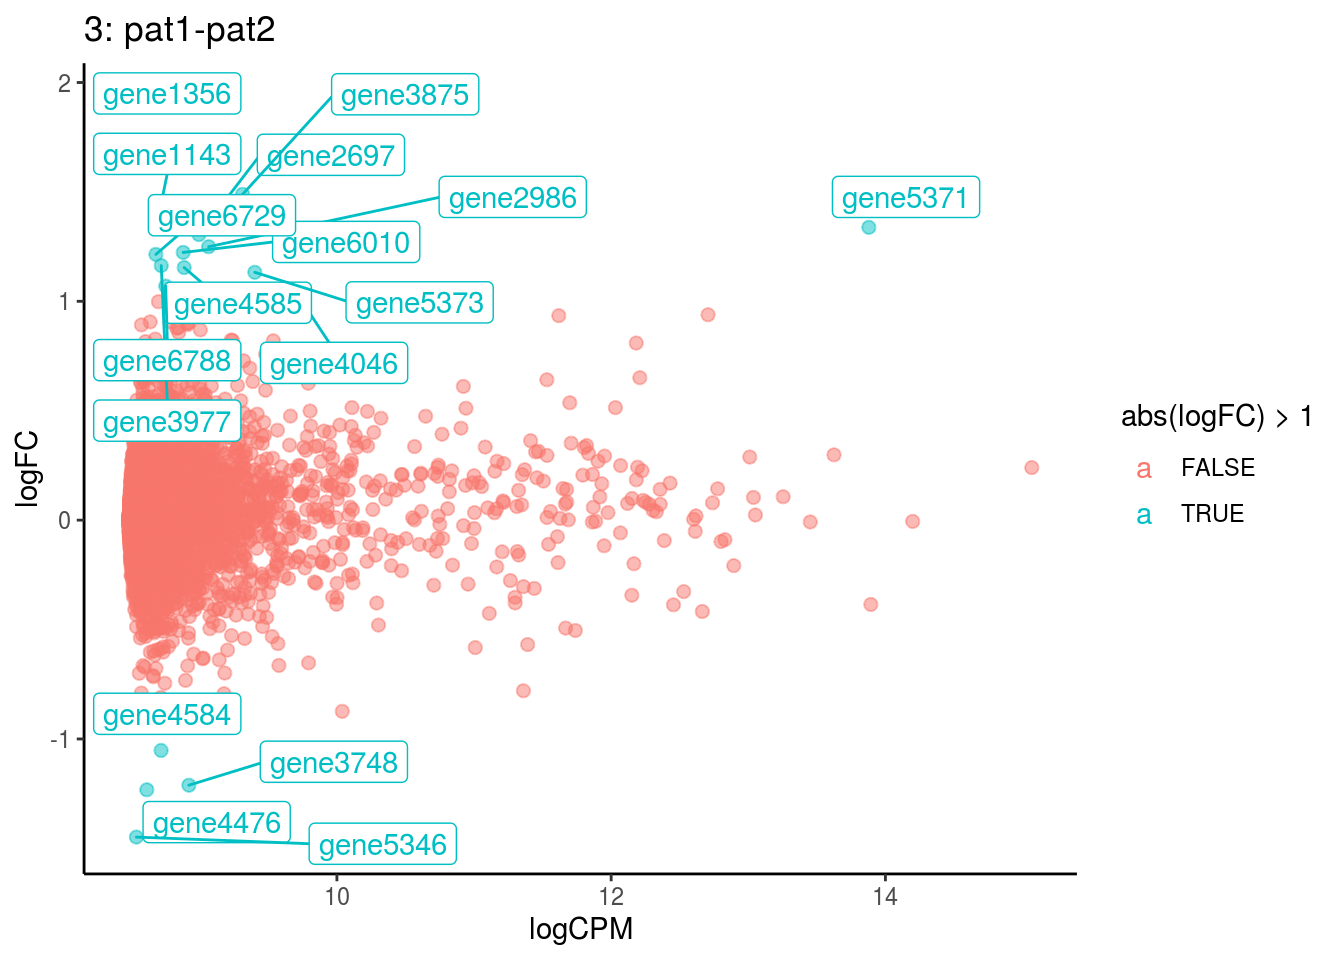 3: pat1-pat2
2
1
0
-1
logFC
gene1356
gene3875
gene1143
gene2697
gene6729
gene2986
gene5371
gene6010
gene4585
gene5373
gene6788
gene4046
gene3977
gene4584
gene3748
gene4476
gene5346
10
12
14
logCPM
abs(logFC) > 1
a FALSE
a TRUE